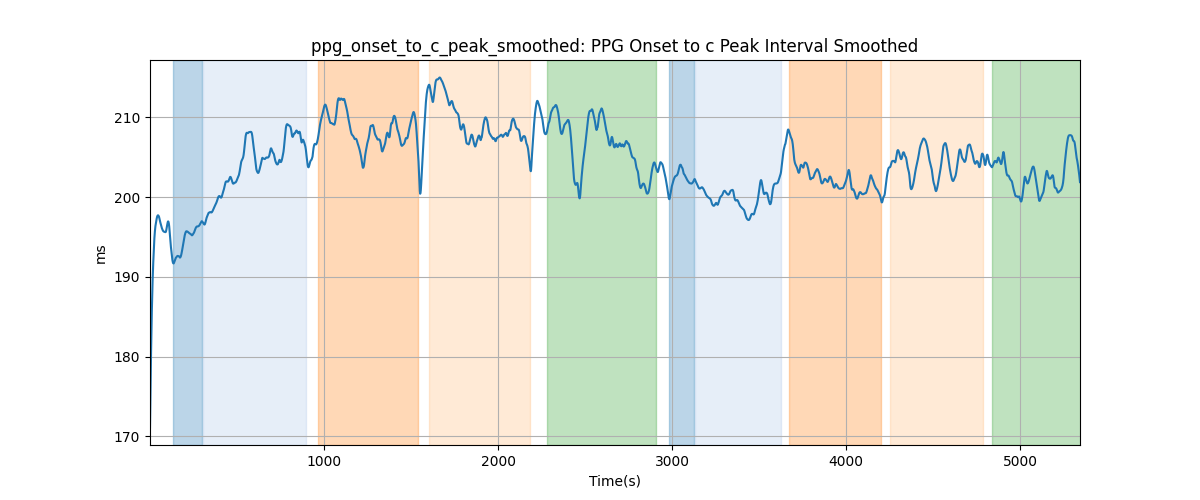 ppg_onset_to_c_peak_smoothed: PPG Onset to c Peak Interval Smoothed
210
200
190
180
170
ms
1000 2000 3000 4000 5000
Time(s)